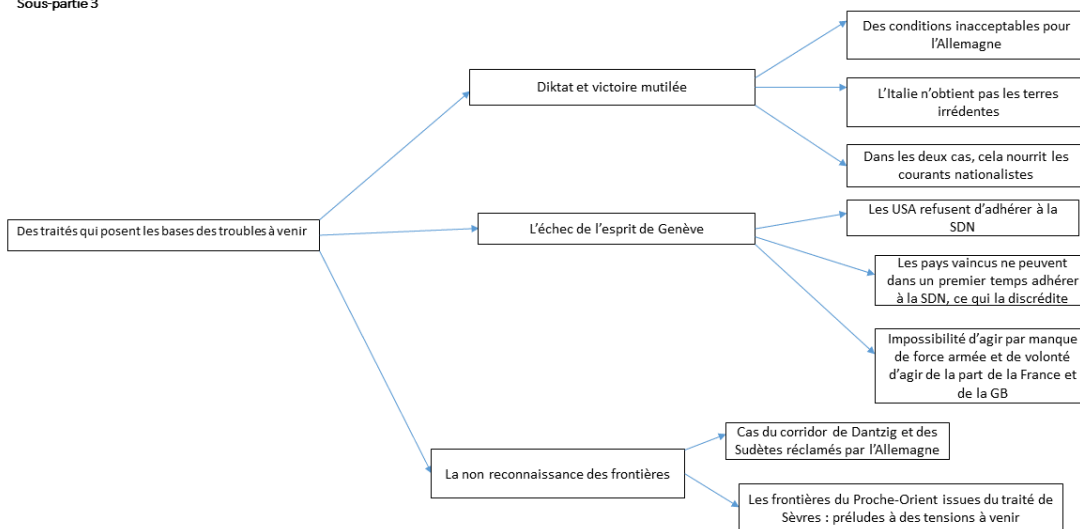 Sous-partie 3
Des traités qui posent les bases des troubles à venir
Diktat et victoire mutilée
Des conditions inacceptables pour
l'Allemagne
L'Italie n'obtient pas les terres
irrédentes
Dans les deux cas, cela nourrit les
courants nationalistes
L'échec de l'esprit de Genève
Les USA refusent d'adhérer à la
SDN
Les pays vaincus ne peuvent
dans un premier temps adhérer
à la SDN, ce qui la discrédite
Impossibilité d'agir par manque
de force armée et de volonté
d'agir de la part de la France et
de la GB
La non reconnaissance des frontières
Cas du corridor de Dantzig et des
Sudètes réclamés par l'Allemagne
Les frontières du Proche-Orient issues du traité de
Sèvres : préludes à des tensions à venir